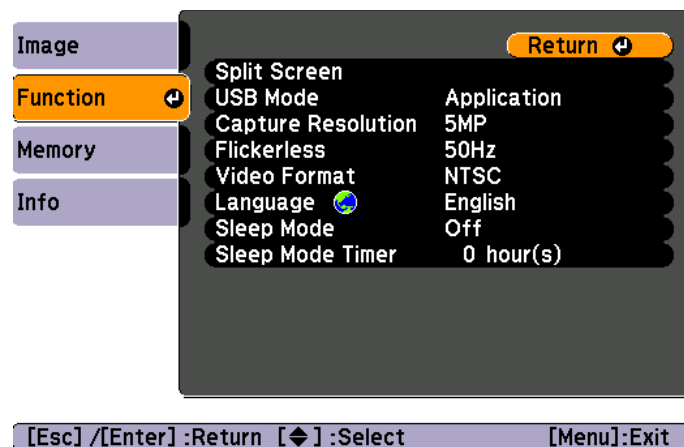 Image
Function
Memory
Info
Return
Split Screen
USB Mode Application
Capture Resolution 5MP
Flickerless 50Hz
Video Format NTSC
Language English
Sleep Mode Off
Sleep Mode Timer 0 hour(s)
[Esc] /[Enter] :Return [◆] :Select [Menu]:Exit